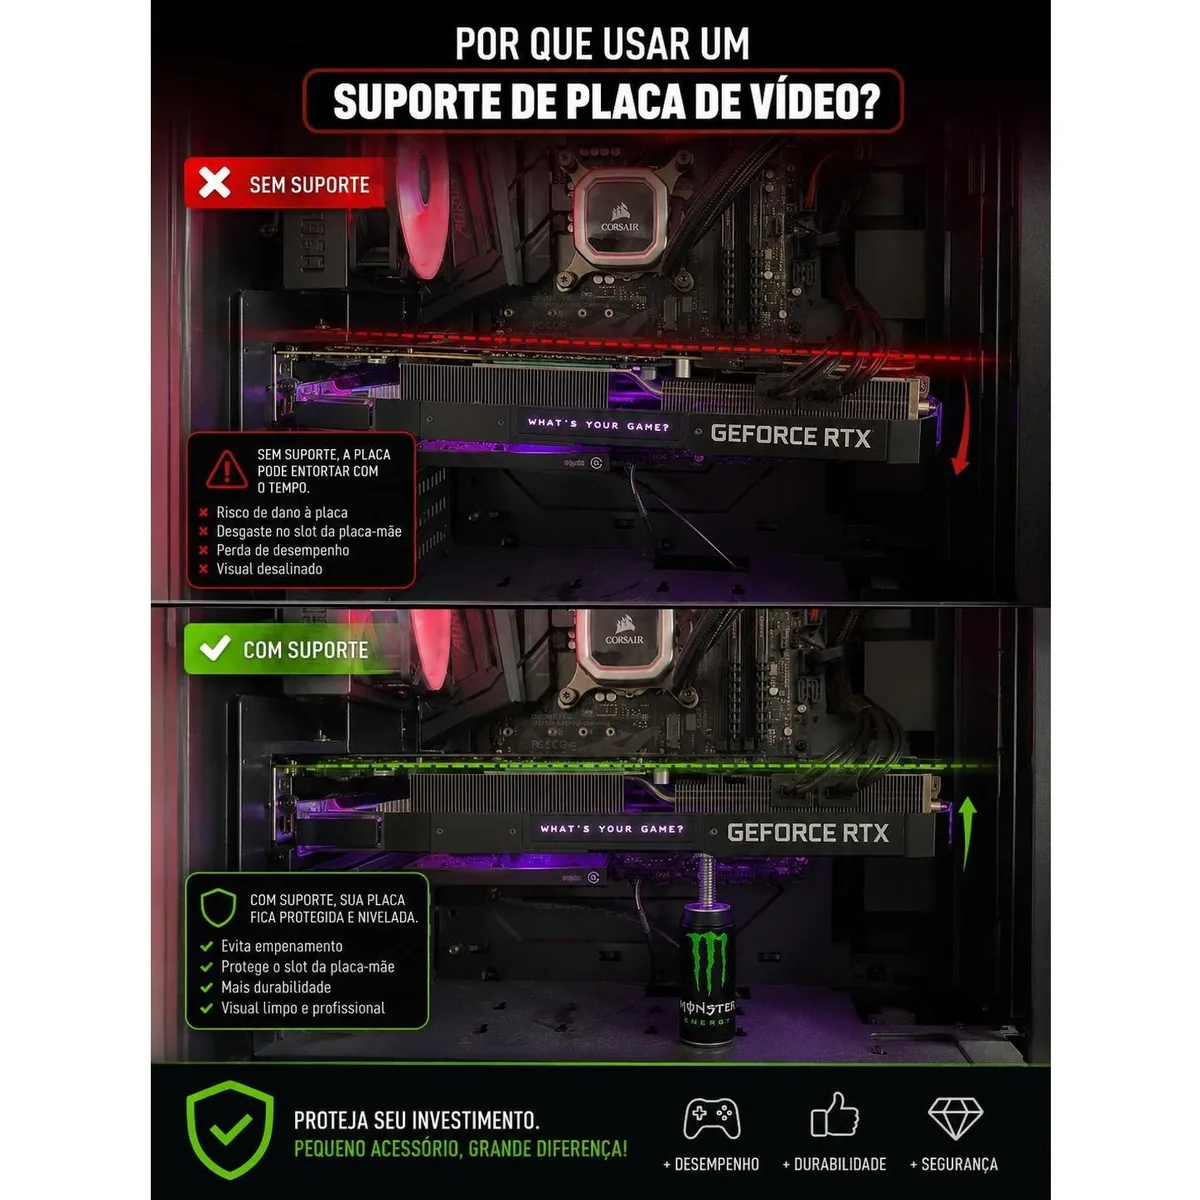 POR QUE USAR UM
SUPORTE DE PLACA DE VÍDEO?
SEM SUPORTE
CORSAIR
WHAT'S YOUR GAME?
GEFORCE RTX
SEM SUPORTE, A PLACA
PODE ENTORTAR COM
O TEMPO.
Risco de dano à placa
Desgaste no slot da placa-mãe
Perda de desempenho
Visual desalinado
COM SUPORTE
CORSAIR
WHAT'S YOUR GAME?
GEFORCE RTX
COM SUPORTE, SUA PLACA
FICA PROTEGIDA E NIVELADA.
Evita empenamento
Protege o slot da placa-mãe
Mais durabilidade
Visual limpo e profissional
MONSTER
ENERGY
PROTEJA SEU INVESTIMENTO.
PEQUENO ACESSÓRIO, GRANDE DIFERENÇA!
+ DESEMPENHO
+ DURABILIDADE
+ SEGURANÇA